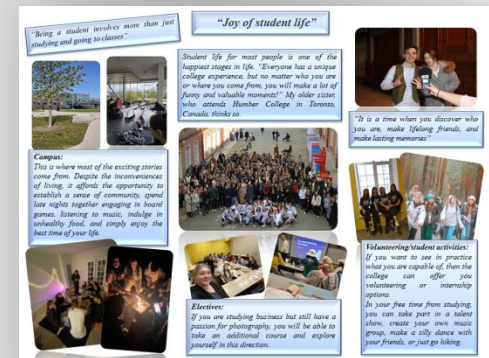 "Being a student involves more than just
studying and going to classes"
"Joy of student life"
Student life for most people is one of the
happiest stages in life. "Everyone has a unique
college experience, but no matter who you are
or where you come from, you will make a lot of
funny and valuable moments!" My older sister,
who attends Humber College in Toronto,
Canada, thinks so.
"It is a time when you discover who
you are, make lifelong friends, and
make lasting memories"
Campus:
This is where most of the exciting stories
come from. Despite the inconveniences
of living, it affords the opportunity to
establish a sense of community, spend
late nights together engaging in board
games, listening to music, indulge in
unhealthy food, and simply enjoy the
best time of your life.
Electives:
If you are studying business but still have a
passion for photography, you will be able to
take an additional course and explore
yourself in this direction.
Volunteering/student activities:
If you want to see in practice
what you are capable of, then the
college can offer you
volunteering or internship
options.
In your free time from studying,
you can take part in a talent
show, create your own music
group, make a silly dance with
your friends, or just go hiking.